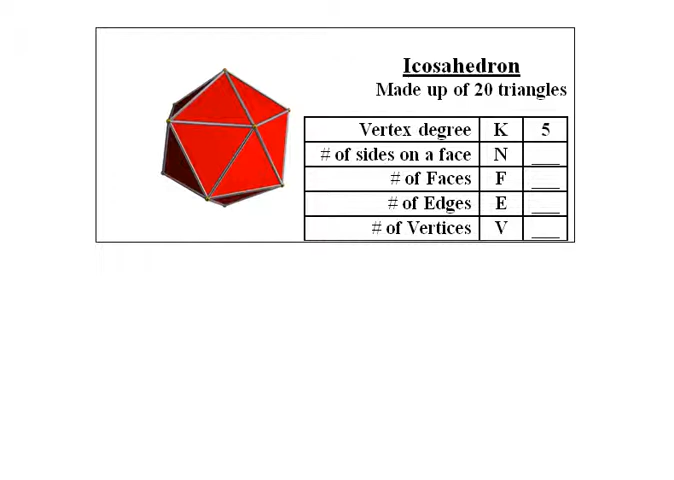 Icosahedron
Made up of 20 triangles
Vertex degree K 5
# of sides on a face N ___
# of Faces F ___
# of Edges E ___
# of Vertices V ___